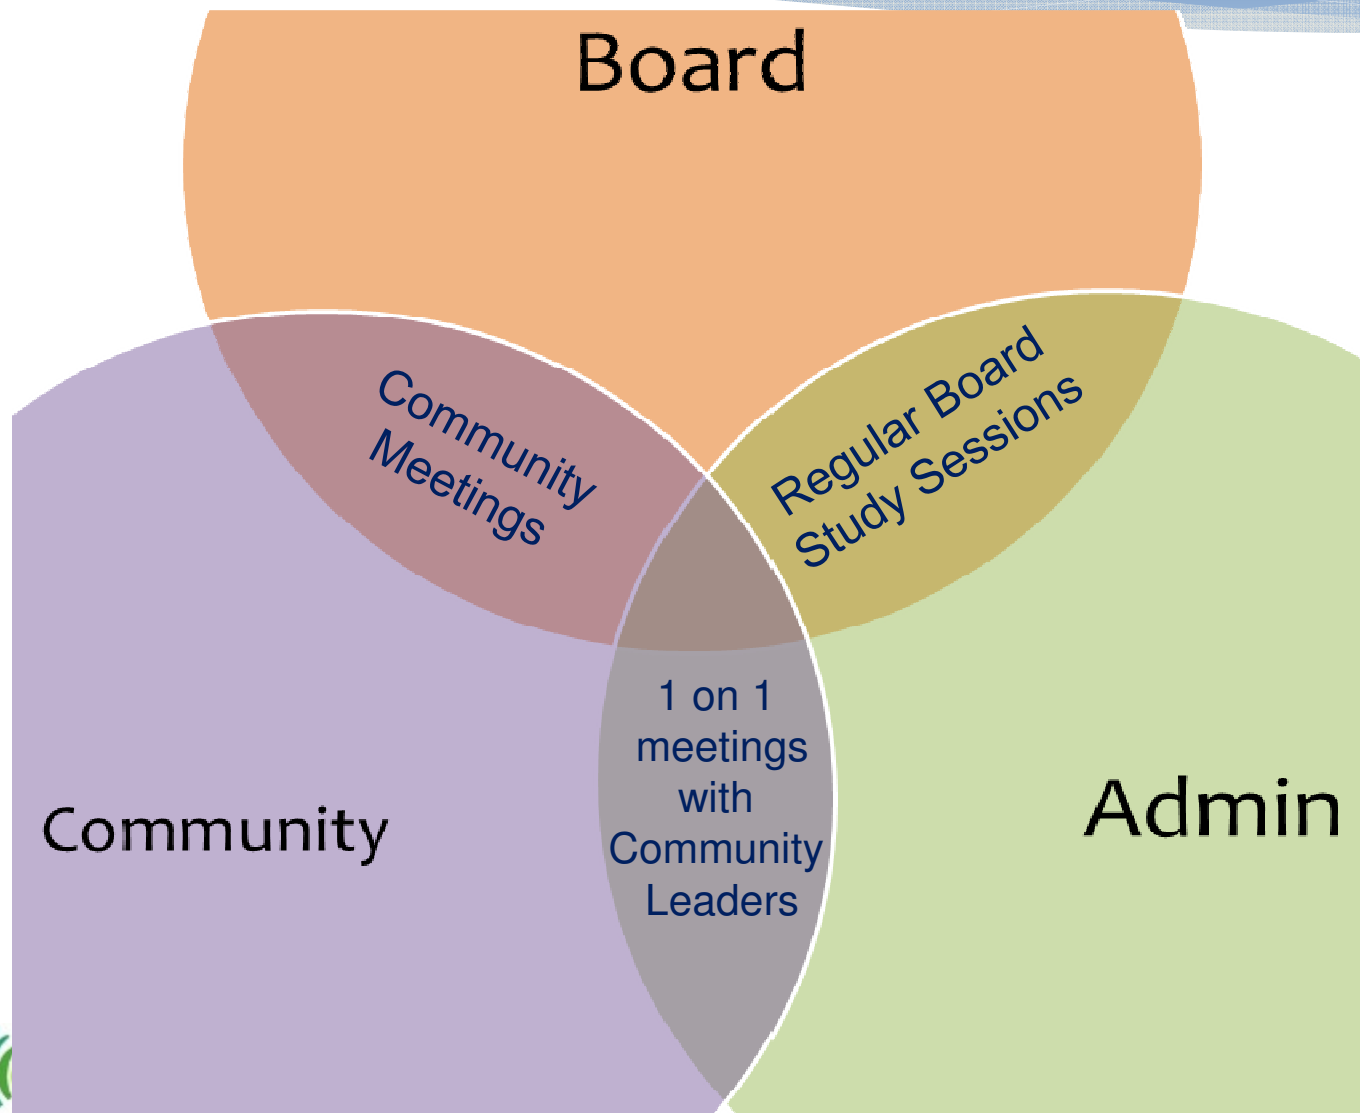 Board
Community
Meetings
Regular Board
Study Sessions
1 on 1
meetings
with
Community
Leaders
Community
Admin